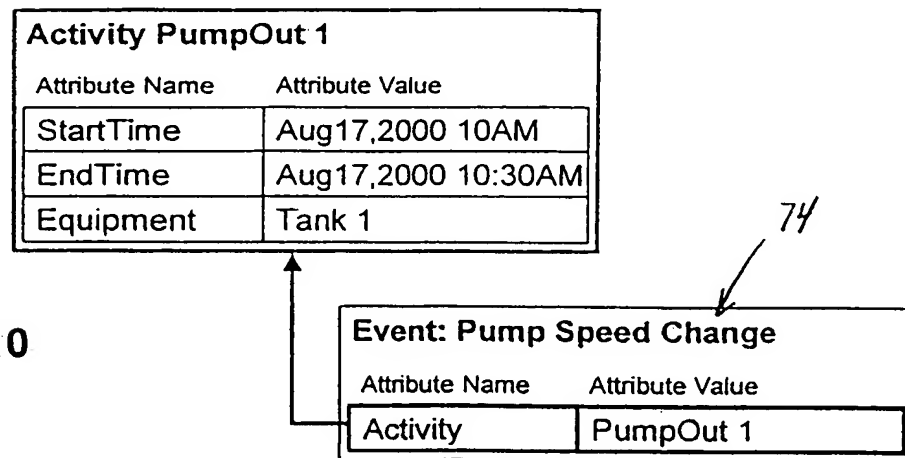 Activity PumpOut 1
Attribute Name Attribute Value
StartTime Aug17,2000 10AM
EndTime Aug17,2000 10:30AM
Equipment Tank 1
74
0
Event: Pump Speed Change
Attribute Name Attribute Value
Activity PumpOut 1